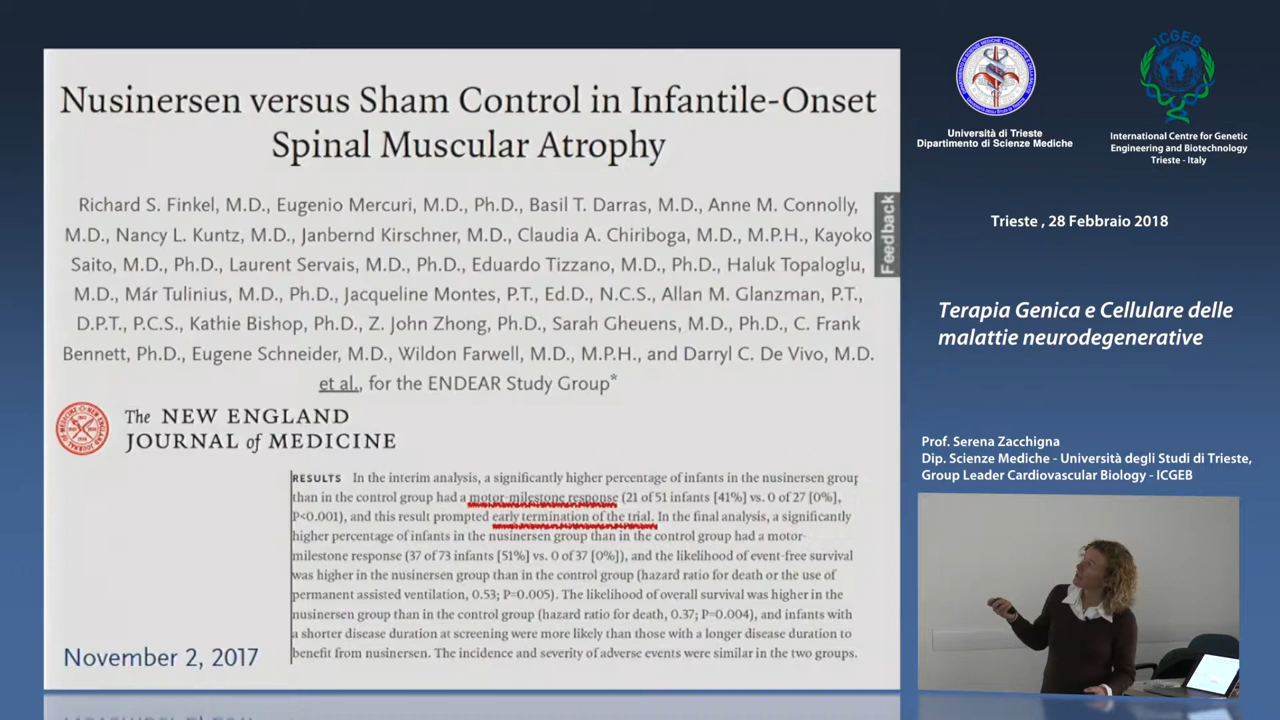 Nusinersen versus Sham Control in Infantile-Onset
Spinal Muscular Atrophy
Richard S. Finkel, M.D., Eugenio Mercuri, M.D., Ph.D., Basil T. Darras, M.D., Anne M. Connolly,
M.D., Nancy L. Kuntz, M.D., Janbernd Kirschner, M.D., Claudia A. Chiriboga, M.D., M.P.H., Kayoko
Saito, M.D., Ph.D., Laurent Servais, M.D., Ph.D., Eduardo Tizzano, M.D., Ph.D., Haluk Topaloglu,
M.D., Már Tulinius, M.D., Ph.D., Jacqueline Montes, P.T., Ed.D., N.C.S., Allan M. Glanzman, P.T.,
D.P.T., P.C.S., Kathie Bishop, Ph.D., Z. John Zhong, Ph.D., Sarah Gheuens, M.D., Ph.D., C. Frank
Bennett, Ph.D., Eugene Schneider, M.D., Wildon Farwell, M.D., M.P.H., and Darryl C. De Vivo, M.D.
et al., for the ENDEAR Study Group*
Feedback
The NEW ENGLAND
JOURNAL of MEDICINE
RESULTS In the interim analysis, a significantly higher percentage of infants in the nusinersen group
than in the control group had a motor-milestone response (21 of 51 infants [41%] vs. 0 of 27 [0%],
P<0.001), and this result prompted early termination of the trial. In the final analysis, a significantly
higher percentage of infants in the nusinersen group than in the control group had a motor-
milestone response (37 of 73 infants [51%] vs. 0 of 37 [0%]), and the likelihood of event-free survival
was higher in the nusinersen group than in the control group (hazard ratio for death or the use of
permanent assisted ventilation, 0.53; P=0.005). The likelihood of overall survival was higher in the
nusinersen group than in the control group (hazard ratio for death, 0.37; P=0.004), and infants with
a shorter disease duration at screening were more likely than those with a longer disease duration to
benefit from nusinersen. The incidence and severity of adverse events were similar in the two groups.
November 2, 2017
ICGEB
Università di Trieste
Dipartimento di Scienze Mediche
International Centre for Genetic
Engineering and Biotechnology
Trieste - Italy
Trieste , 28 Febbraio 2018
Terapia Genica e Cellulare delle
malattie neurodegenerative
Prof. Serena Zacchigna
Dip. Scienze Mediche - Università degli Studi di Trieste,
Group Leader Cardiovascular Biology - ICGEB